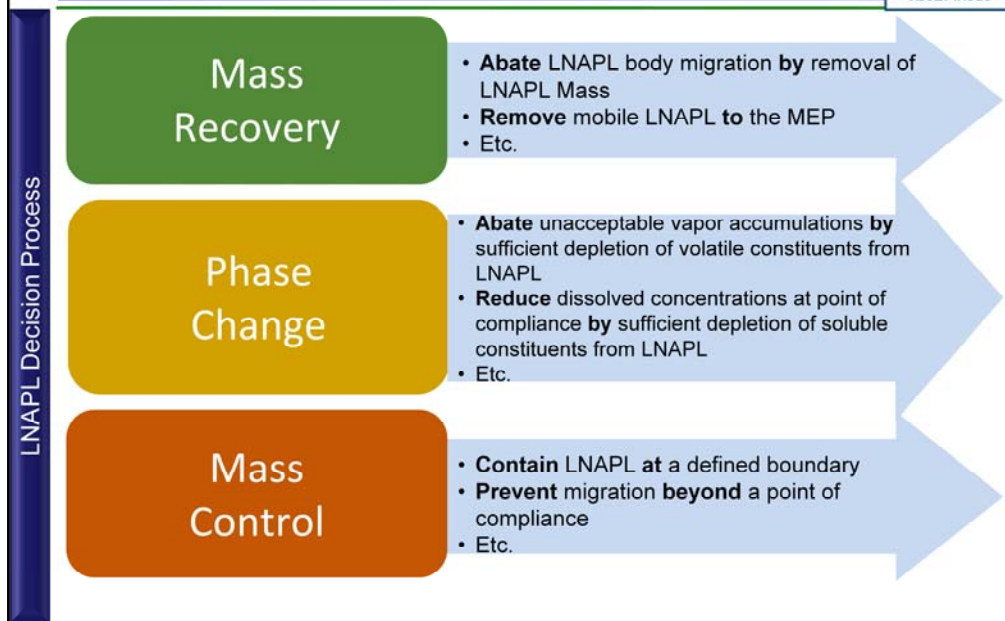 LNAPL Decision Process
Mass
Recovery
• Abate LNAPL body migration by removal of
LNAPL Mass
• Remove mobile LNAPL to the MEP
• Etc.
Phase
Change
• Abate unacceptable vapor accumulations by
sufficient depletion of volatile constituents from
LNAPL
• Reduce dissolved concentrations at point of
compliance by sufficient depletion of soluble
constituents from LNAPL
• Etc.
Mass
Control
• Contain LNAPL at a defined boundary
• Prevent migration beyond a point of
compliance
• Etc.